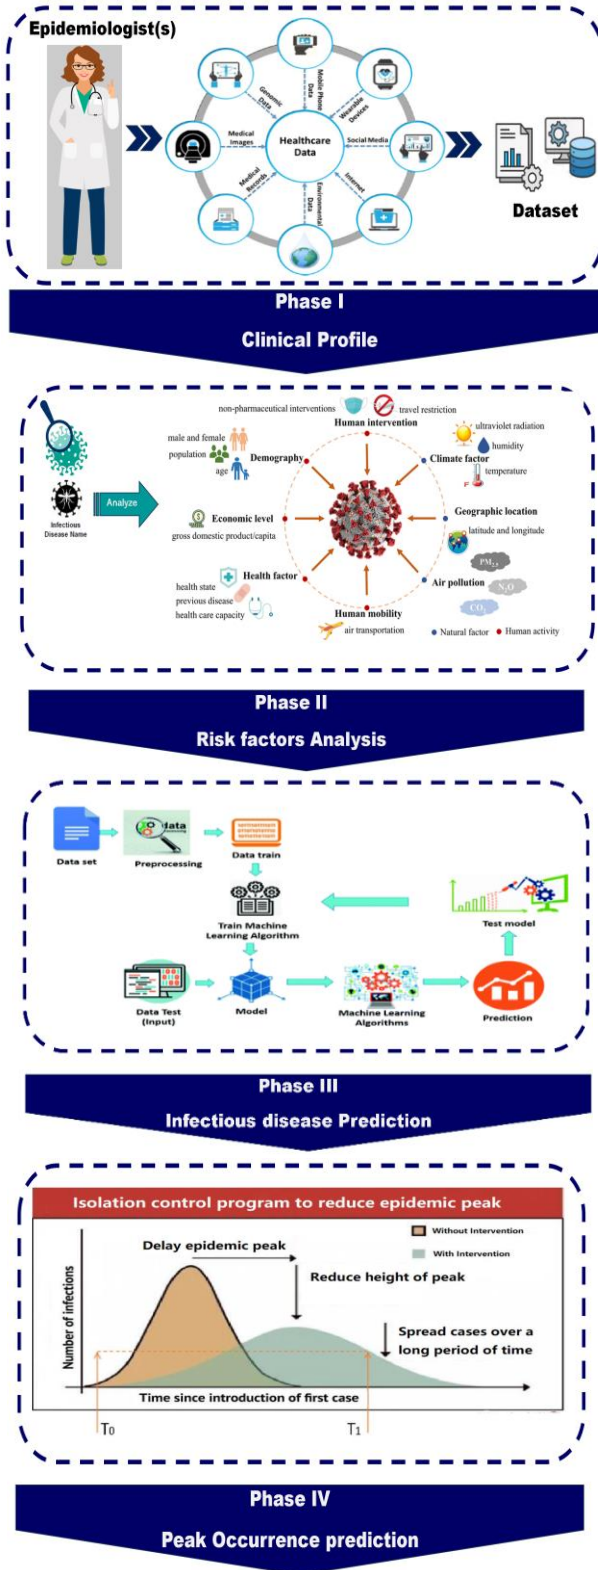 Epidemiologist(s)
Genomic
Data
Mobile Phone
Data
Wearable
Devices
Medical
Images
Healthcare
Data
Social Media
Medical
Records
Environmental
Data
Internet
Dataset
Phase I
Clinical Profile
non-pharmaceutical interventions
travel restriction
Human intervention
ultraviolet radiation
humidity
Climate factor
temperature
male and female
population
Demography
age
Infectious
Disease Name
Analyze
Economic level
gross domestic product/capita
Geographic location
latitude and longitude
Health factor
health state
previous disease
health care capacity
Air pollution
PM2.5
N2O
CO2
Human mobility
air transportation
Natural factor
Human activity
Phase II
Risk factors Analysis
data
Data set
Preprocessing
Data train
Train Machine
Learning Algorithm
Test model
Data Test
(Input)
Model
Machine Learning
Algorithms
Prediction
Phase III
Infectious disease Prediction
Isolation control program to reduce epidemic peak
Number of infections
Delay epidemic peak
Without Intervention
With Intervention
Reduce height of peak
Spread cases over a
long period of time
Time since introduction of first case
T0
T1
Phase IV
Peak Occurrence prediction